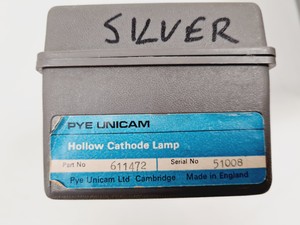 SILVER
PYE UNICAM
Hollow Cathode Lamp
Part No 611472 Serial No 51008
Pye Unicam Ltd Cambridge Made in England